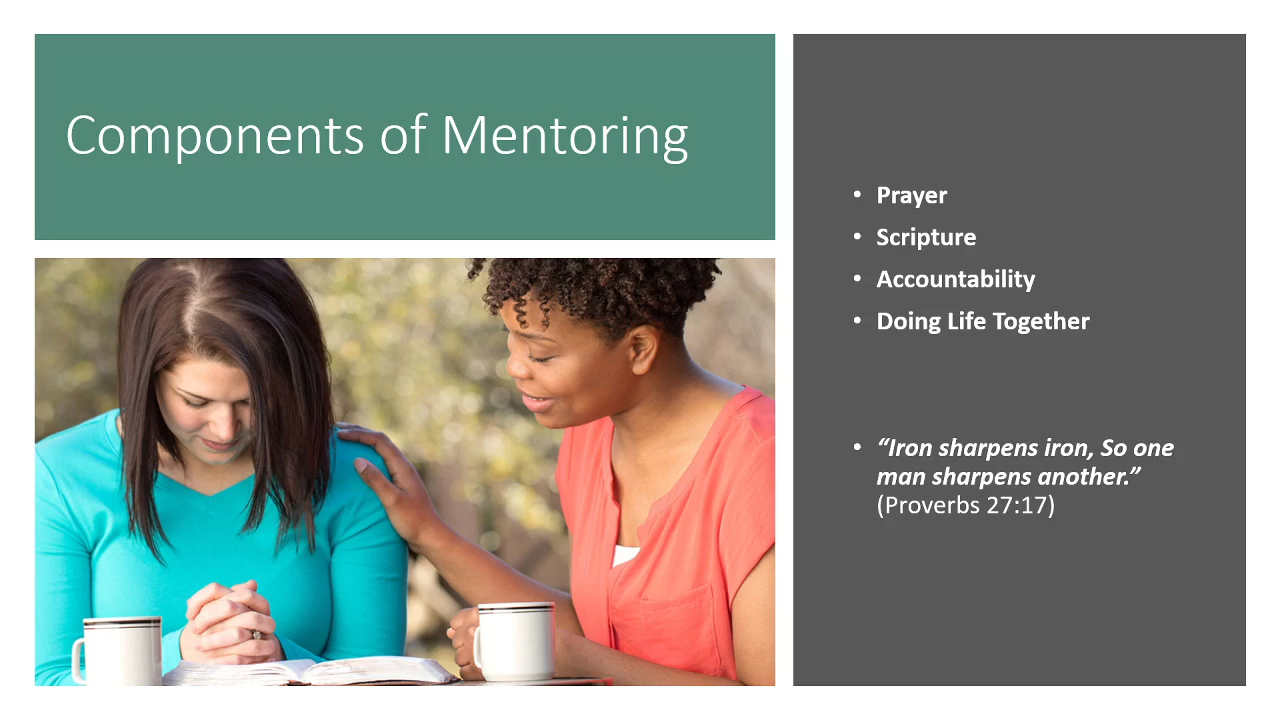 Components of Mentoring
• Prayer
• Scripture
• Accountability
• Doing Life Together
• “Iron sharpens iron, So one
man sharpens another.”
(Proverbs 27:17)